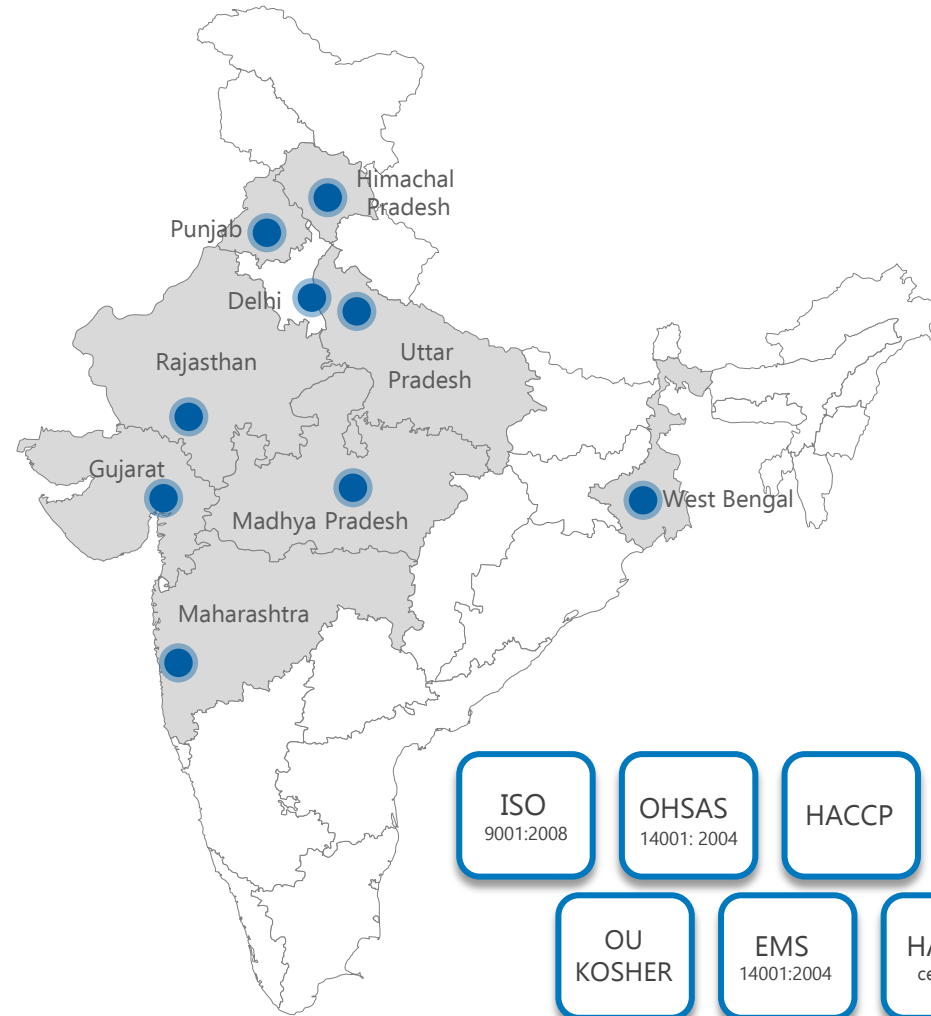 Himachal
Pradesh
Punjab
Delhi
Uttar
Pradesh
Rajasthan
Gujarat
Madhya Pradesh
West Bengal
Maharashtra
ISO
9001:2008
OHSAS
14001: 2004
HACCP
OU
KOSHER
EMS
14001:2004